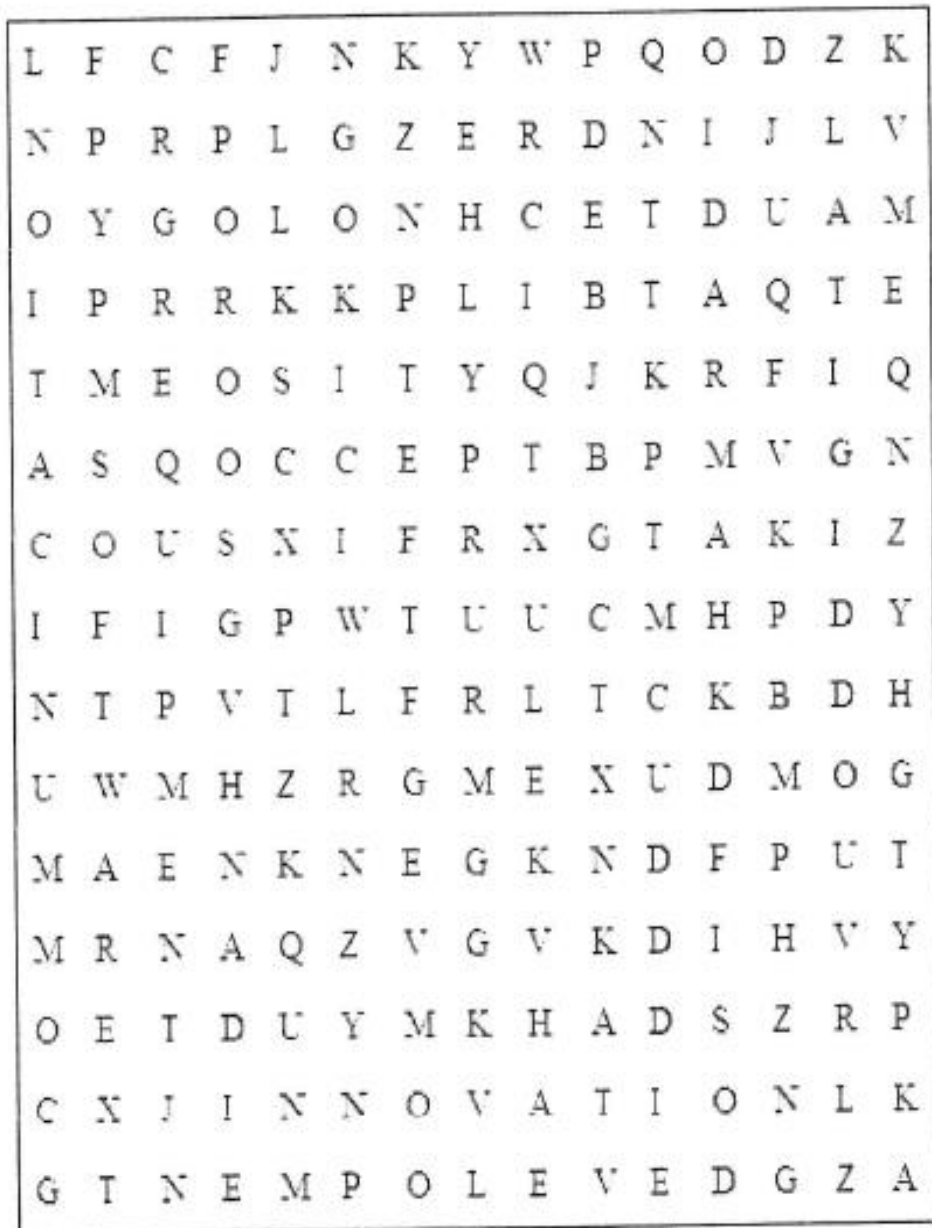 L F C F J N K Y W P Q O D Z K
N P R P L G Z E R D N I J L V
O Y G O L O N H C E T D U A M
I P R R K K P L I B T A Q T E
T M E O S I T Y Q J K R F I Q
A S Q O C C E P T B P M V G N
C O U S X I F R X G T A K I Z
I F I G P W T U U C M H P D Y
N T P V T L F R L T C K B D H
U W M H Z R G M E X U D M O G
M A E N K N E G K N D F P U T
M R N A Q Z V G V K D I H V Y
O E T D U Y M K H A D S Z R P
C X J I N N O V A T I O N L K
G T N E M P O L E V E D G Z A